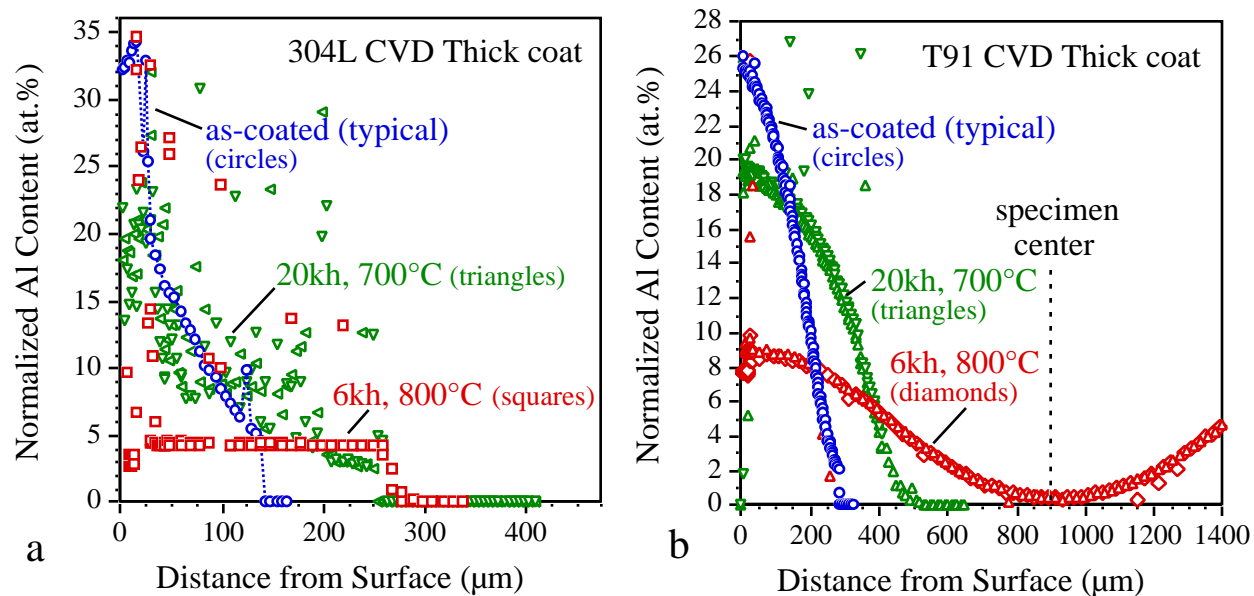 304L CVD Thick coat
as-coated (typical)
(circles)
20kh, 700°C (triangles)
6kh, 800°C (squares)
Normalized Al Content (at.%)
35
30
25
20
15
10
5
0
0
100
200
300
400
Distance from Surface (µm)
a
T91 CVD Thick coat
as-coated (typical)
(circles)
specimen
center
20kh, 700°C
(triangles)
6kh, 800°C
(diamonds)
Normalized Al Content (at.%)
28
26
24
22
20
18
16
14
12
10
8
6
4
2
0
0
200
400
600
800
1000
1200
1400
Distance from Surface (µm)
b